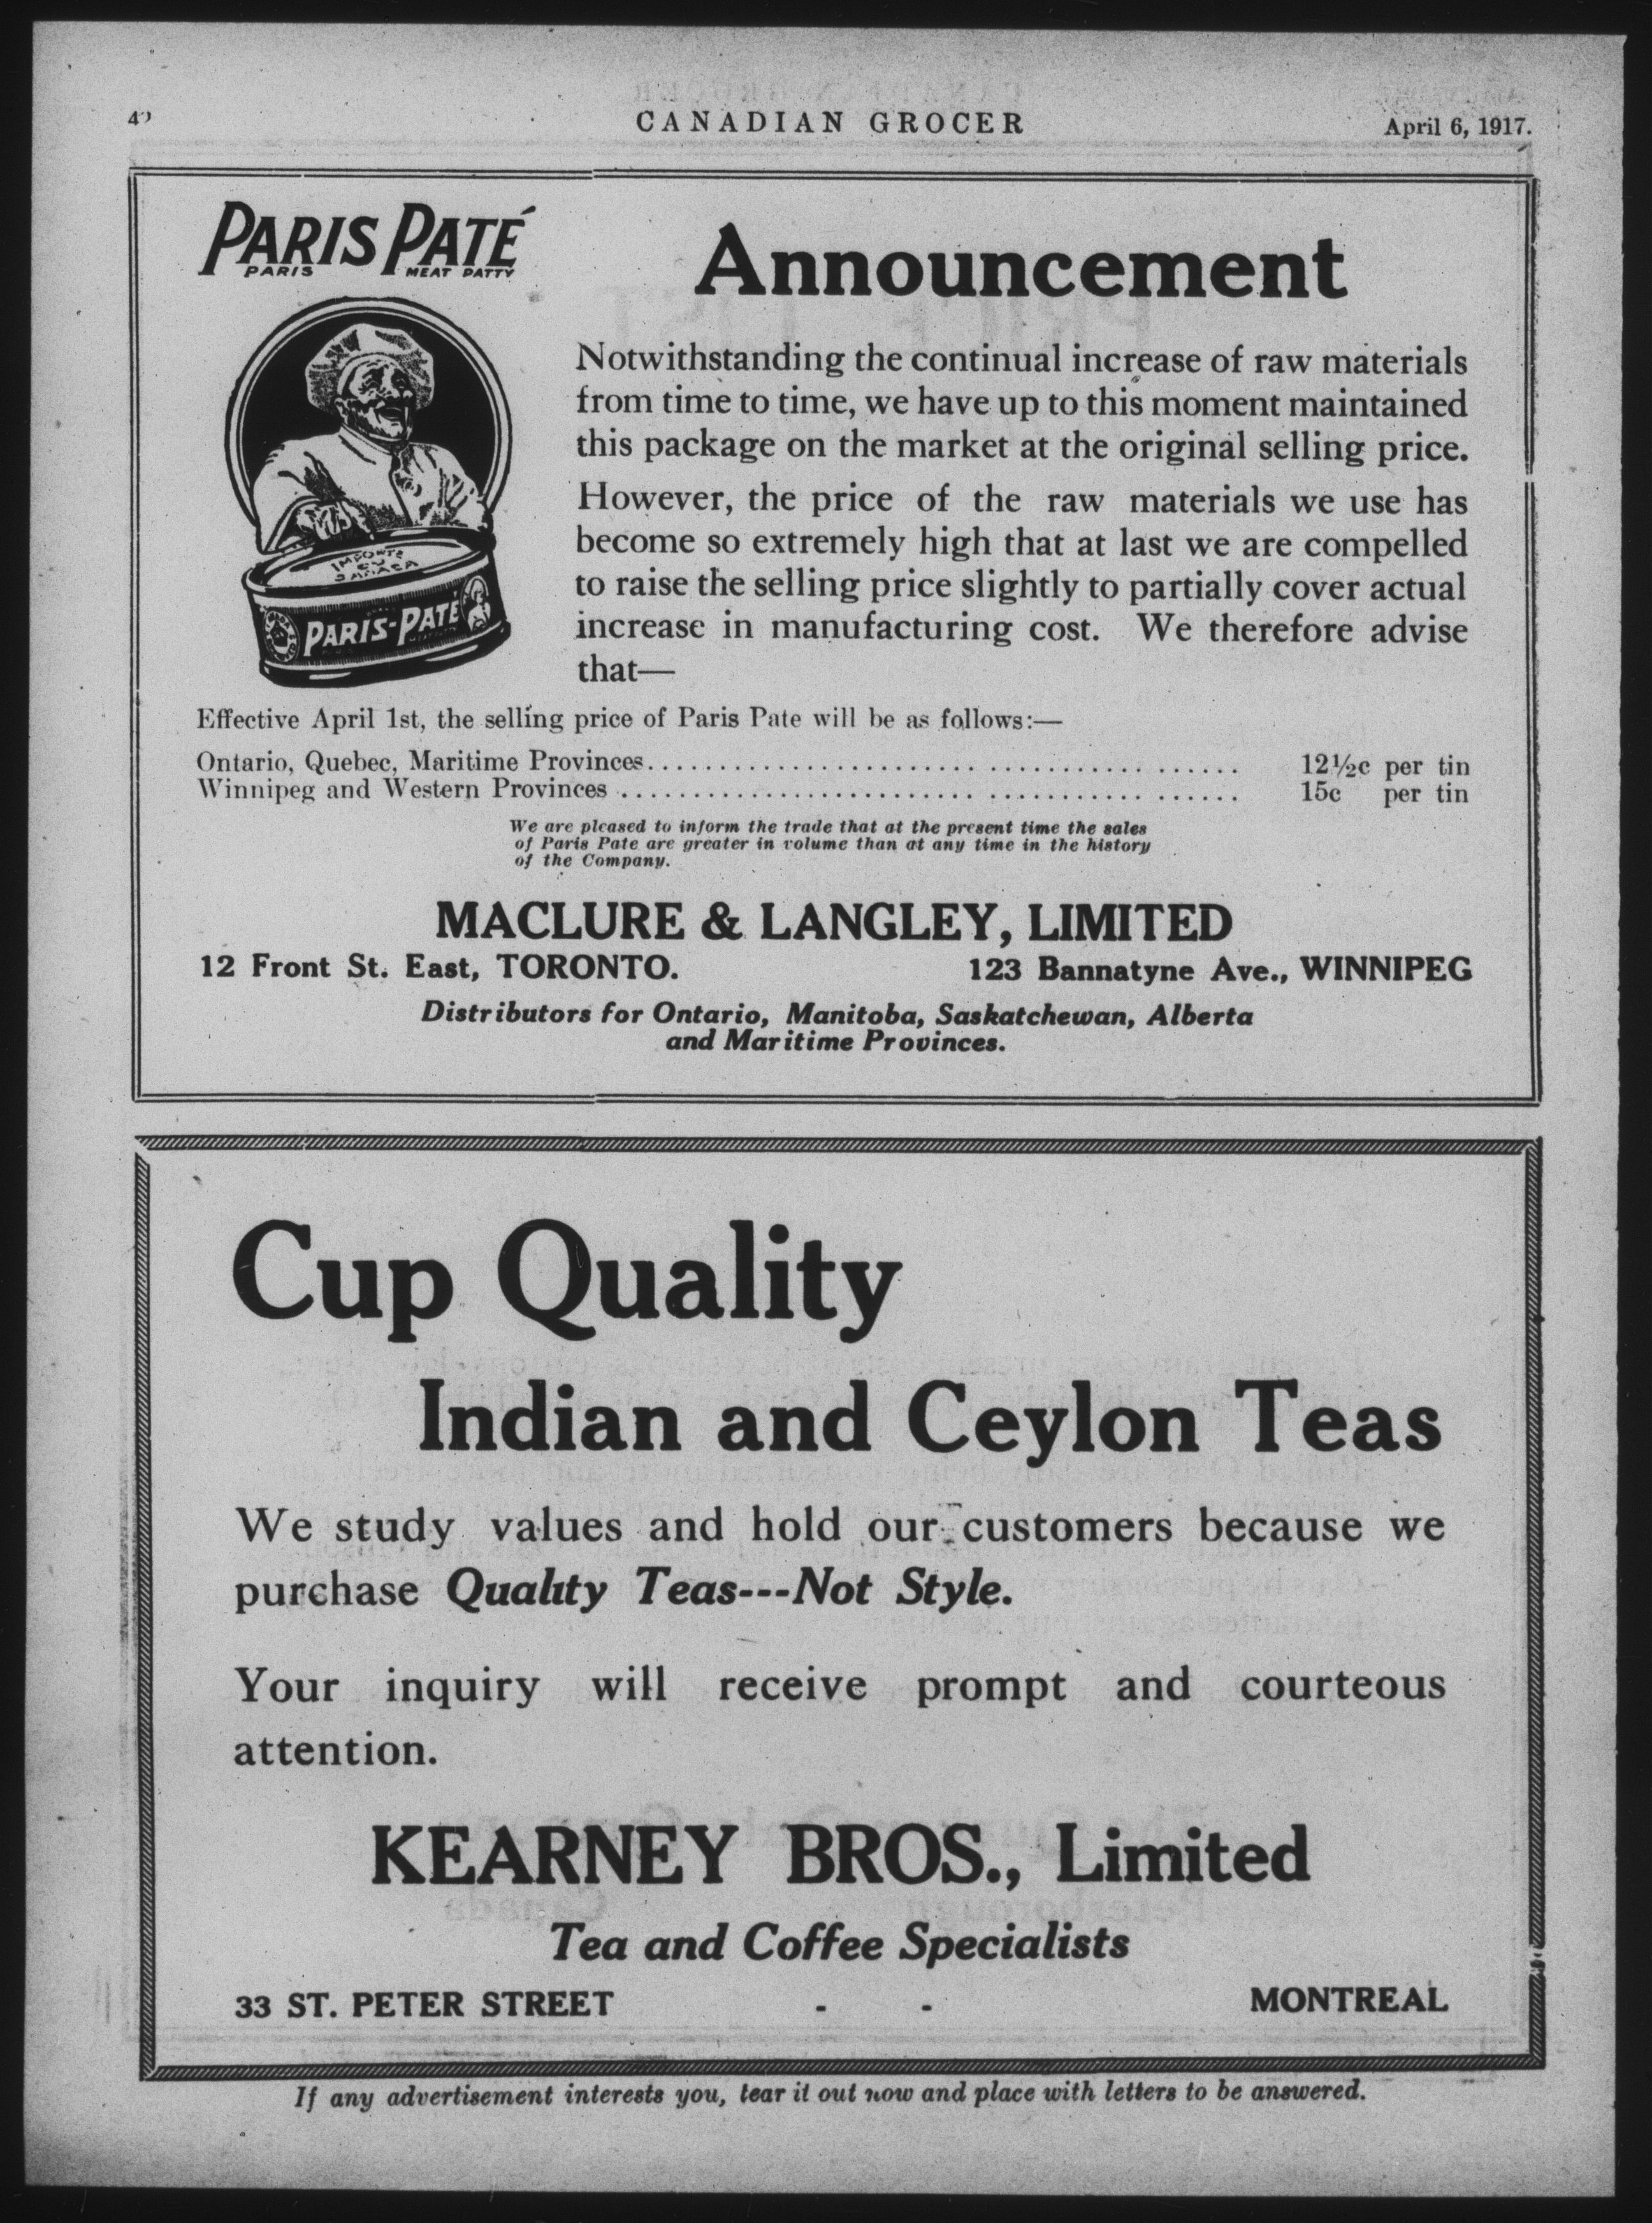 CANADIAN GROCER
April 6, 1917.
PARIS PATÉ
PARIS MEAT PATTY
Announcement
Notwithstanding the continual increase of raw materials
from time to time, we have up to this moment maintained
this package on the market at the original selling price.
However, the price of the raw materials we use has
become so extremely high that at last we are compelled
to raise the selling price slightly to partially cover actual
increase in manufacturing cost. We therefore advise
that—
PARIS-PATÉ
Effective April 1st, the selling price of Paris Pate will be as follows:—
Ontario, Quebec, Maritime Provinces........................................ 12½c per tin
Winnipeg and Western Provinces .......................................... 15c per tin
We are pleased to inform the trade that at the present time the sales
of Paris Pate are greater in volume than at any time in the history
of the Company.
MACLURE & LANGLEY, LIMITED
12 Front St. East, TORONTO. 123 Bannatyne Ave., WINNIPEG
Distributors for Ontario, Manitoba, Saskatchewan, Alberta
and Maritime Provinces.
Cup Quality
Indian and Ceylon Teas
We study values and hold our customers because we
purchase Quality Teas---Not Style.
Your inquiry will receive prompt and courteous
attention.
KEARNEY BROS., Limited
Tea and Coffee Specialists
33 ST. PETER STREET - - MONTREAL
If any advertisement interests you, tear it out now and place with letters to be answered.